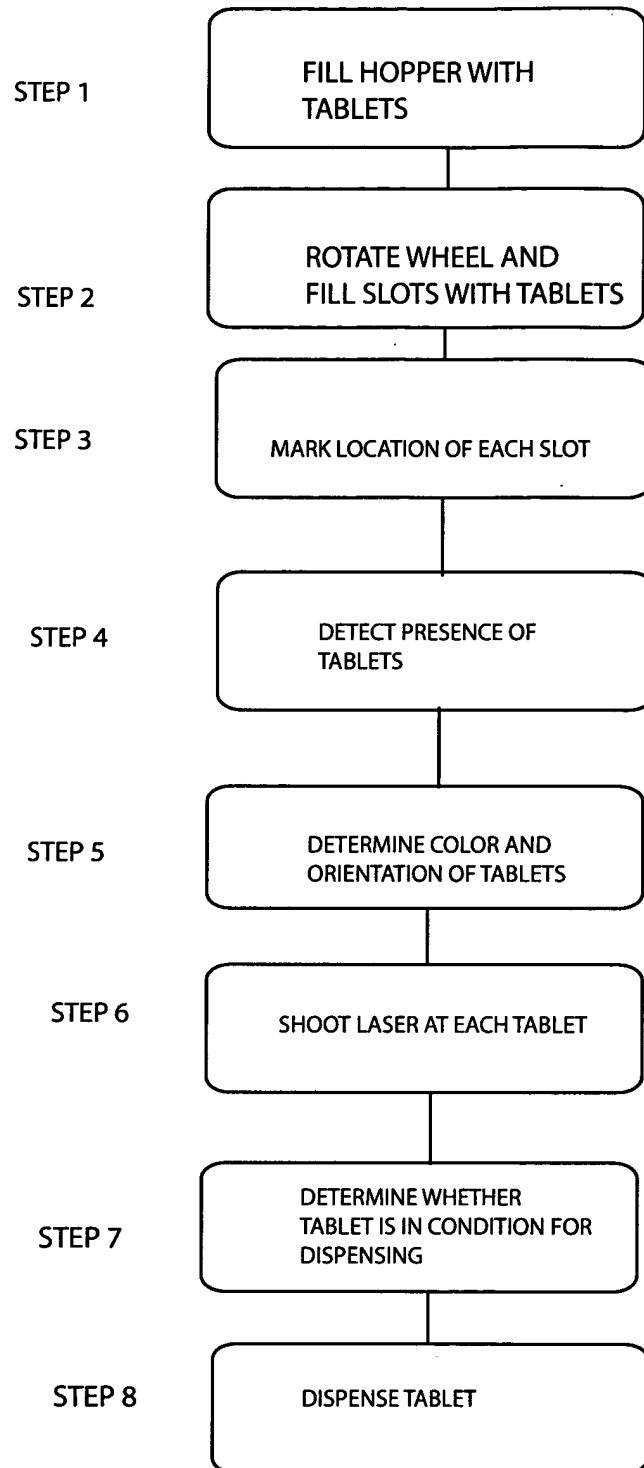 STEP 1
FILL HOPPER WITH
TABLETS
STEP 2
ROTATE WHEEL AND
FILL SLOTS WITH TABLETS
STEP 3
MARK LOCATION OF EACH SLOT
STEP 4
DETECT PRESENCE OF
TABLETS
STEP 5
DETERMINE COLOR AND
ORIENTATION OF TABLETS
STEP 6
SHOOT LASER AT EACH TABLET
STEP 7
DETERMINE WHETHER
TABLET IS IN CONDITION FOR
DISPENSING
STEP 8
DISPENSE TABLET